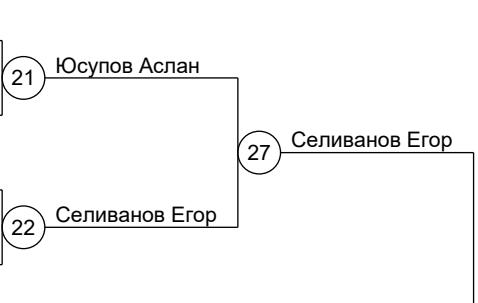 21 Юсупов Аслан
27 Селиванов Егор
22 Селиванов Егор